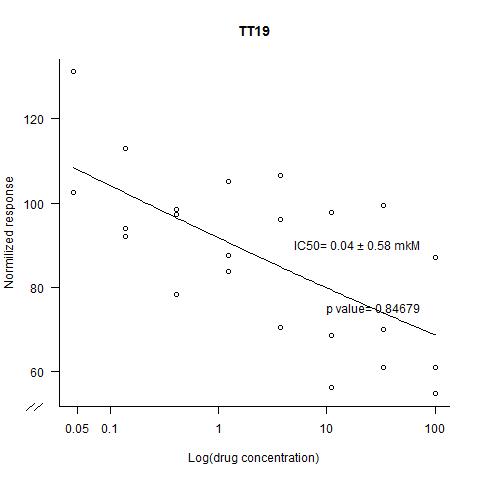 TT19
Normilized response
120
100
80
60
IC50= 0.04 ± 0.58 mkM
p value= 0.84679
0.05 0.1 1 10 100
Log(drug concentration)